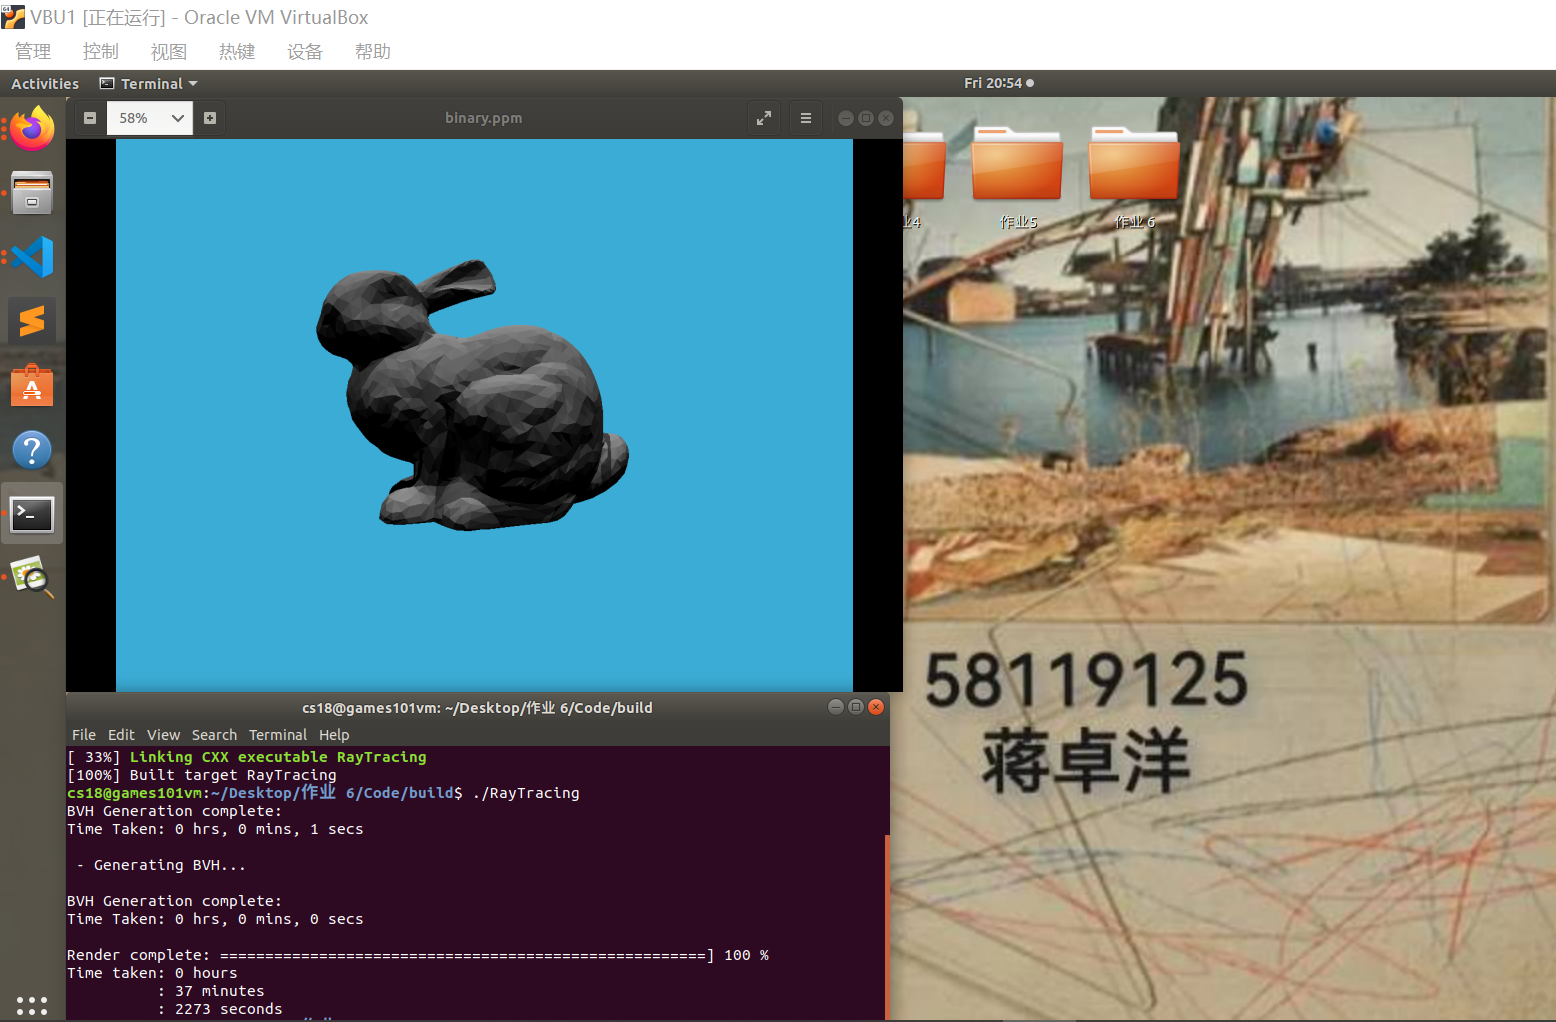 VBU1 [正在运行] - Oracle VM VirtualBox
管理 控制 视图 热键 设备 帮助
Activities Terminal Fri 20:54
58% binary.ppm
业4 作业5 作业 6
58119125
蒋卓洋
cs18@games101vm: ~/Desktop/作业 6/Code/build
File Edit View Search Terminal Help
[ 33%] Linking CXX executable RayTracing
[100%] Built target RayTracing
cs18@games101vm:~/Desktop/作业 6/Code/build$ ./RayTracing
BVH Generation complete:
Time Taken: 0 hrs, 0 mins, 1 secs
- Generating BVH...
BVH Generation complete:
Time Taken: 0 hrs, 0 mins, 0 secs
Render complete: ======================================================] 100 %
Time taken: 0 hours
: 37 minutes
: 2273 seconds